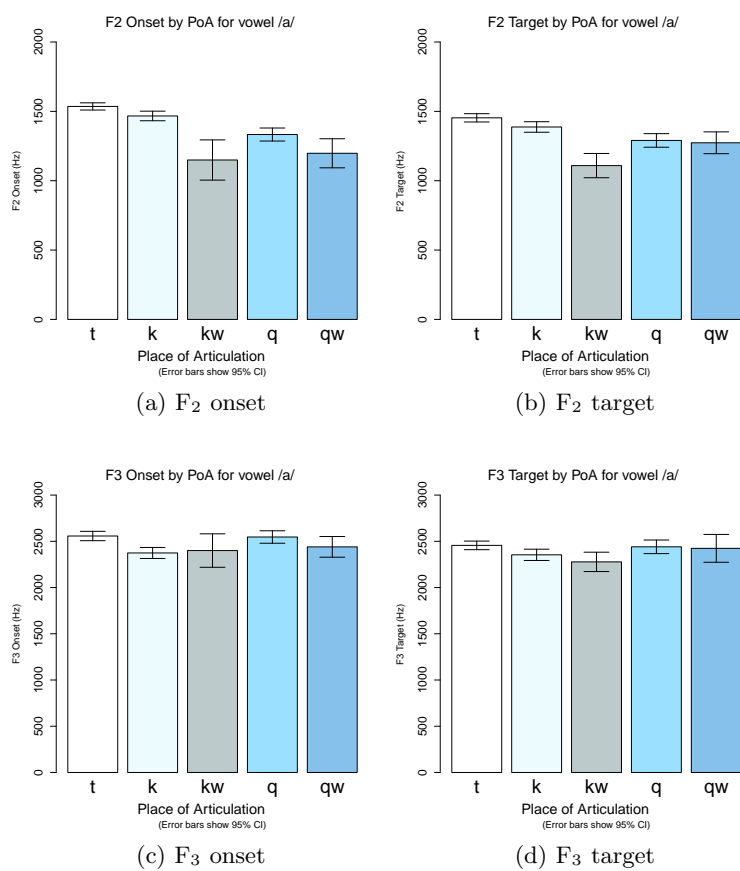 F2 Onset by PoA for vowel /a/
F2 Onset (Hz)
0 500 1000 1500 2000
t k kw q qw
Place of Articulation
(Error bars show 95% CI)
(a) F₂ onset
F2 Target by PoA for vowel /a/
F2 Target (Hz)
0 500 1000 1500 2000
t k kw q qw
Place of Articulation
(Error bars show 95% CI)
(b) F₂ target
F3 Onset by PoA for vowel /a/
F3 Onset (Hz)
0 500 1000 1500 2000 2500 3000
t k kw q qw
Place of Articulation
(Error bars show 95% CI)
(c) F₃ onset
F3 Target by PoA for vowel /a/
F3 Target (Hz)
0 500 1000 1500 2000 2500 3000
t k kw q qw
Place of Articulation
(Error bars show 95% CI)
(d) F₃ target